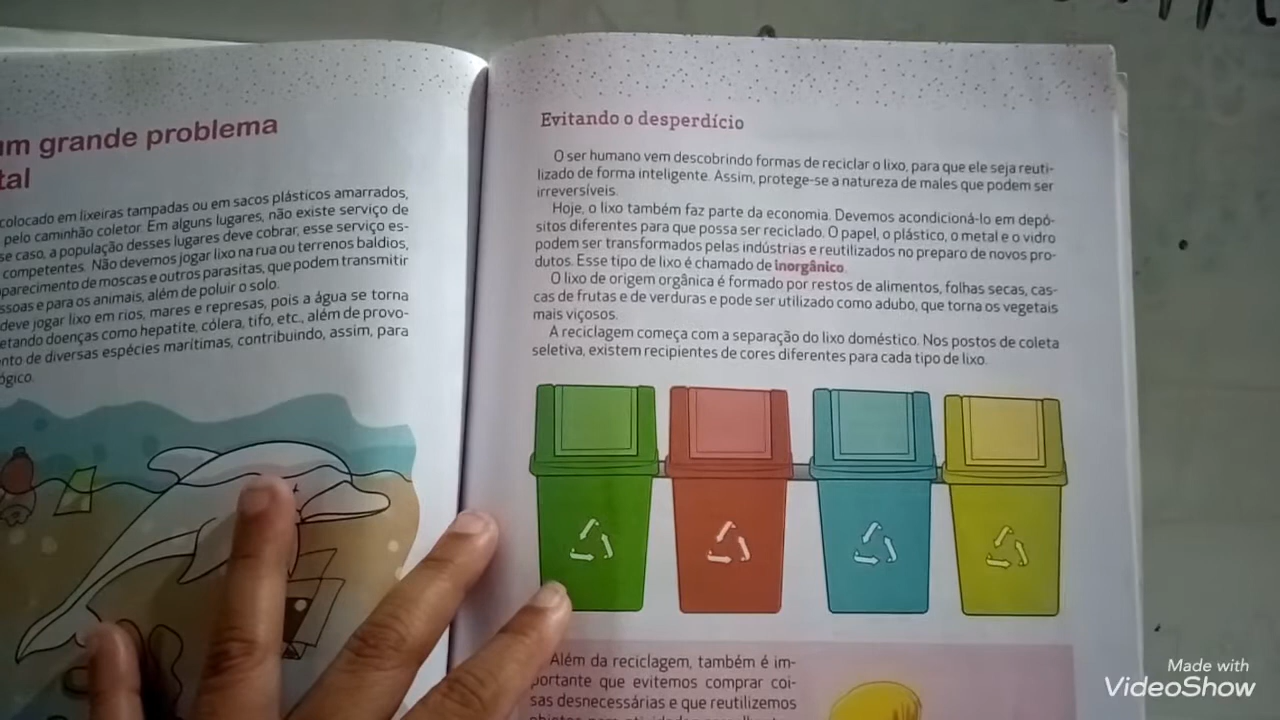 um grande problema
tal
colocado em lixeiras tampadas ou em sacos plásticos amarrados,
pelo caminhão coletor. Em alguns lugares, não existe serviço de
se caso, a população desses lugares deve cobrar, esse serviço es-
competentes. Não devemos jogar lixo na rua ou terrenos baldios,
parecimento de moscas e outros parasitas, que podem transmitir
ssoas e para os animais, além de poluir o solo.
deve jogar lixo em rios, mares e represas, pois a água se torna
etando doenças como hepatite, cólera, tifo, etc., além de provo-
nto de diversas espécies marítimas, contribuindo, assim, para
ógico.
Evitando o desperdício
O ser humano vem descobrindo formas de reciclar o lixo, para que ele seja reuti-
lizado de forma inteligente. Assim, protege-se a natureza de males que podem ser
irreversíveis.
Hoje, o lixo também faz parte da economia. Devemos acondicioná-lo em depó-
sitos diferentes para que possa ser reciclado. O papel, o plástico, o metal e o vidro
podem ser transformados pelas indústrias e reutilizados no preparo de novos pro-
dutos. Esse tipo de lixo é chamado de inorgânico.
O lixo de origem orgânica é formado por restos de alimentos, folhas secas, cas-
cas de frutas e de verduras e pode ser utilizado como adubo, que torna os vegetais
mais viçosos.
A reciclagem começa com a separação do lixo doméstico. Nos postos de coleta
seletiva, existem recipientes de cores diferentes para cada tipo de lixo.
Além da reciclagem, também é im-
portante que evitemos comprar coi-
sas desnecessárias e que reutilizemos
Made with
VideoShow